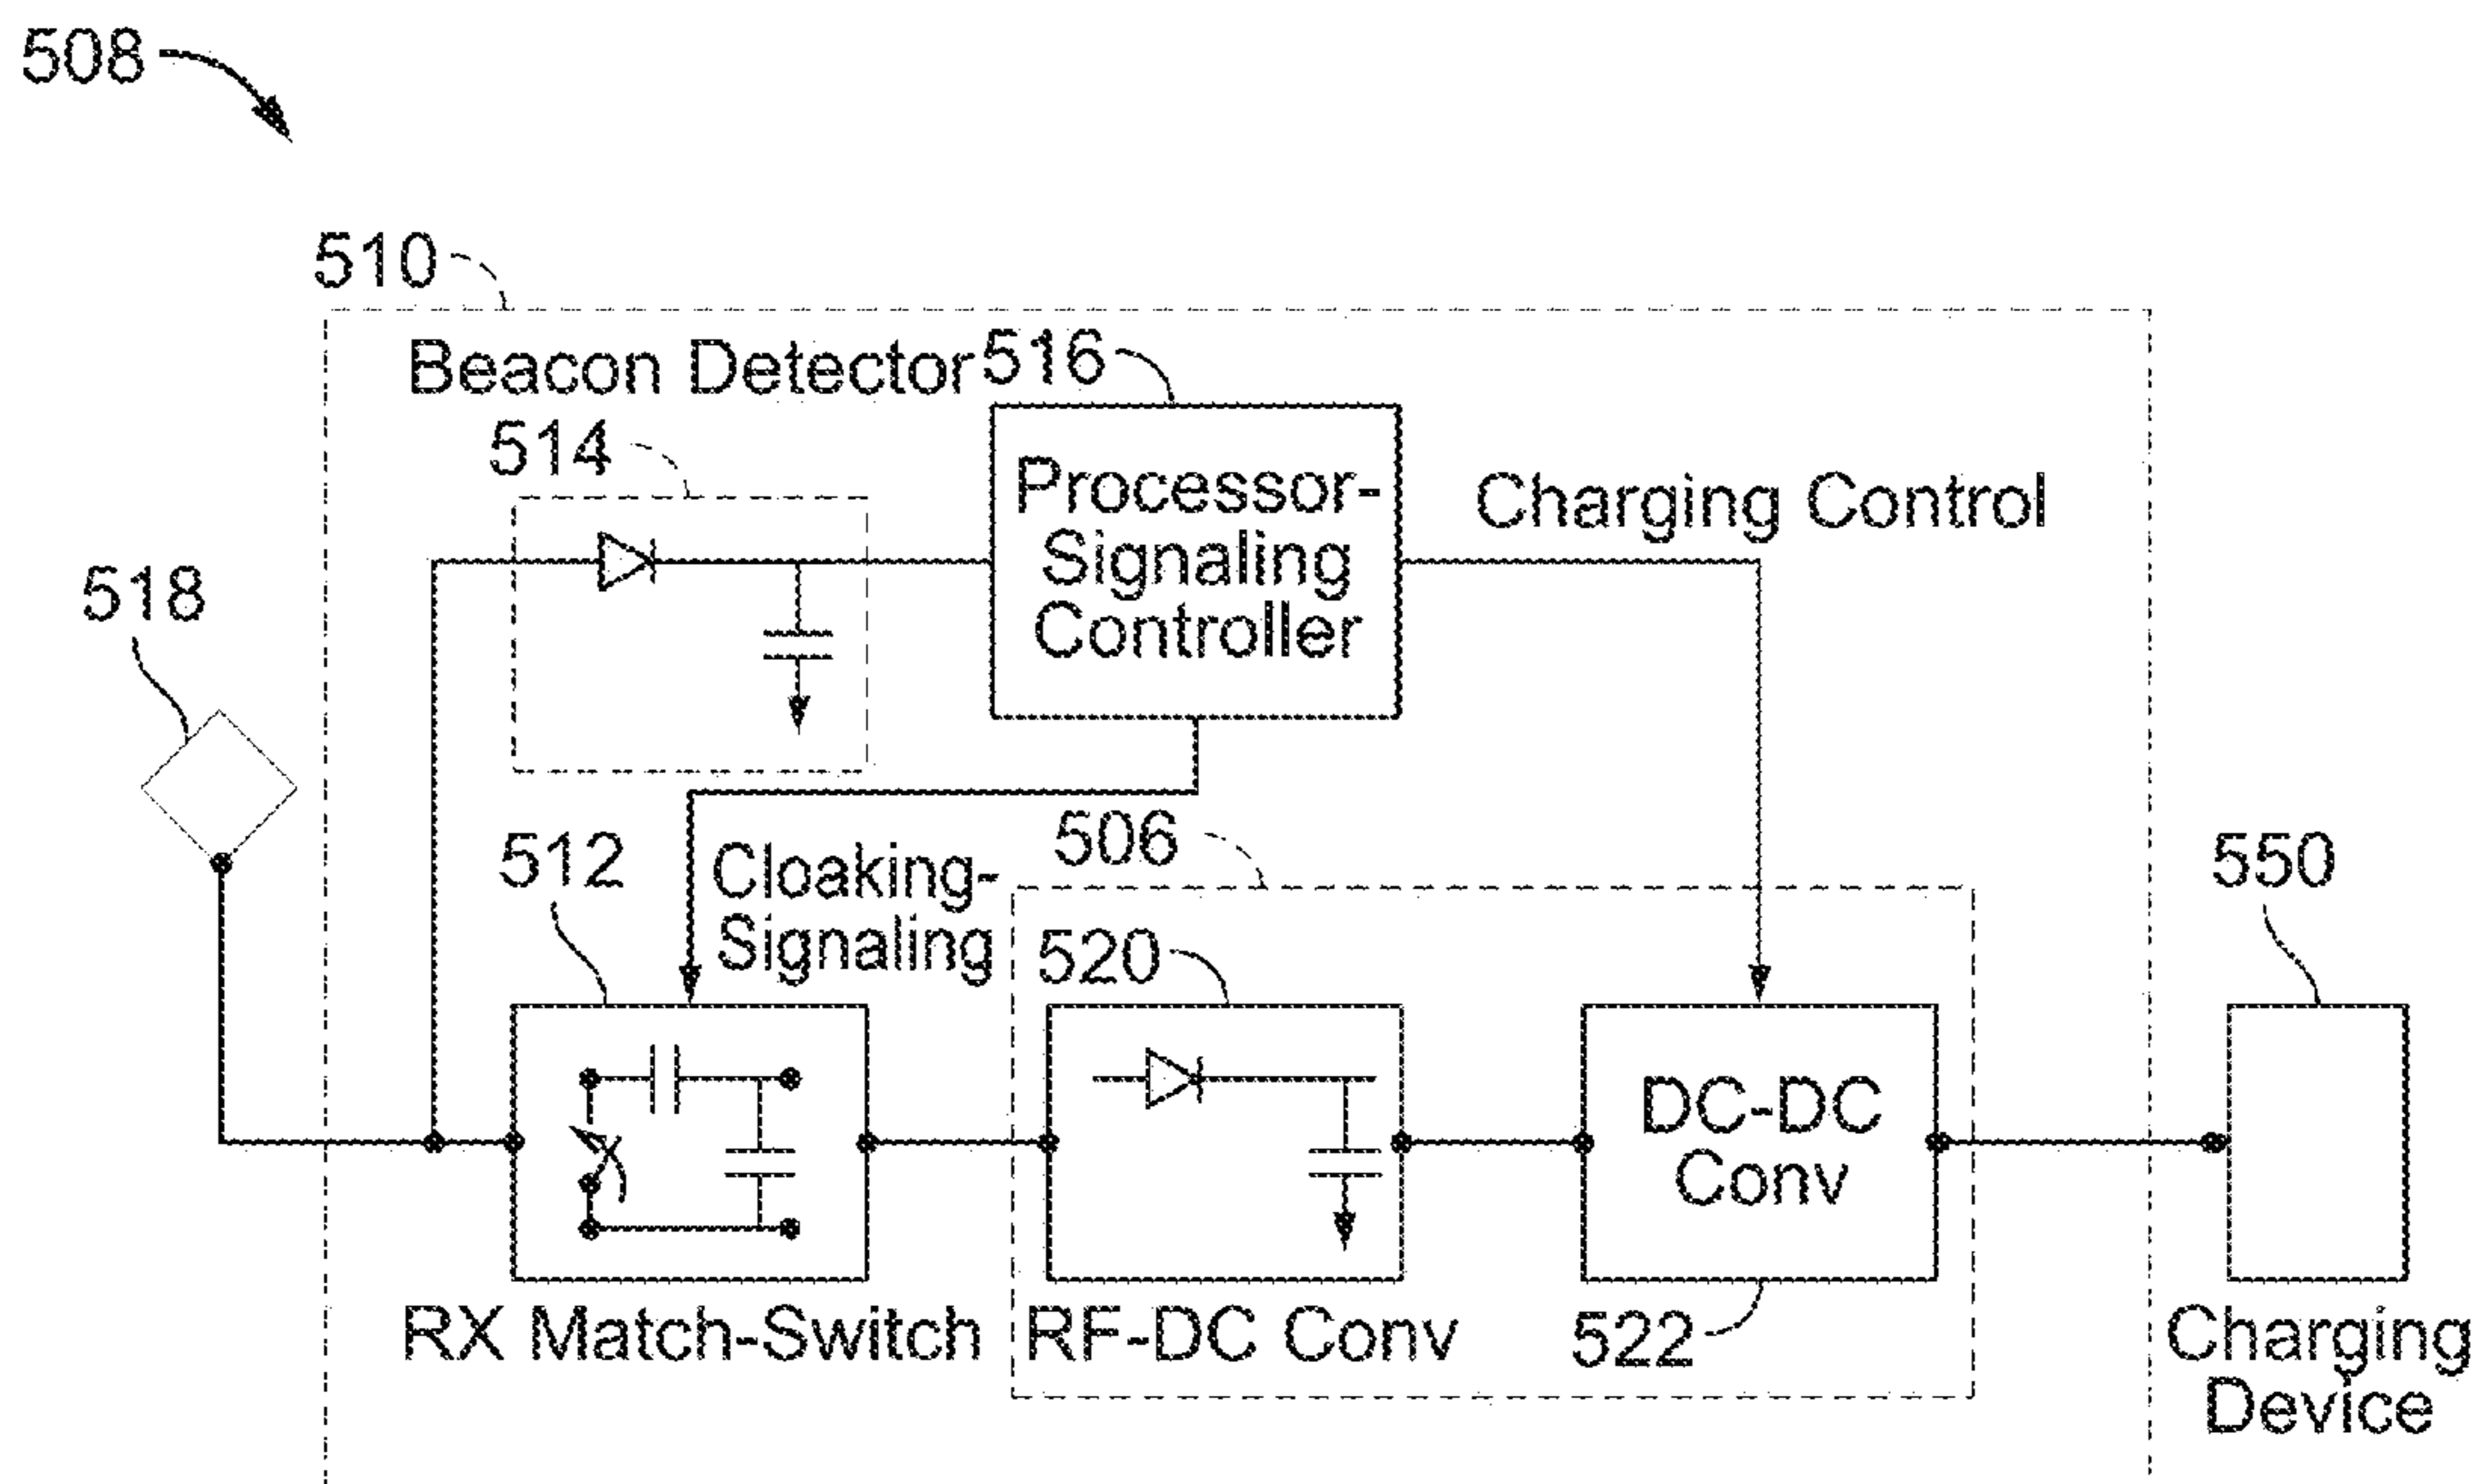 508
510
Beacon Detector
516
514
Processor-
Signaling
Controller
Charging Control
518
512
Cloaking-
Signaling
506
520
550
DC-DC
Conv
RX Match-Switch
RF-DC Conv
522
Charging
Device